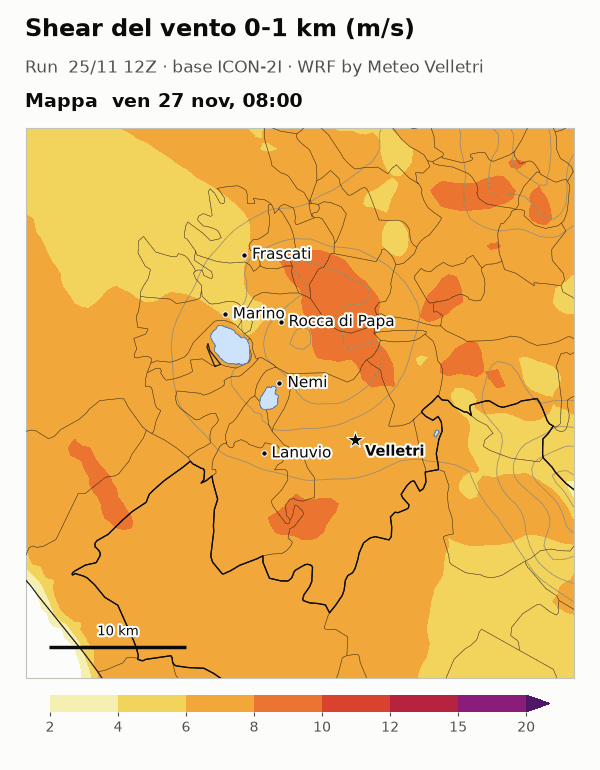 Shear del vento 0-1 km (m/s)
Run  25/11 12Z · base ICON-2I · WRF by Meteo Velletri
Mappa  ven 27 nov, 08:00
Frascati
Marino
Rocca di Papa
Nemi
Velletri
Lanuvio
10 km
2 4 6 8 10 12 15 20